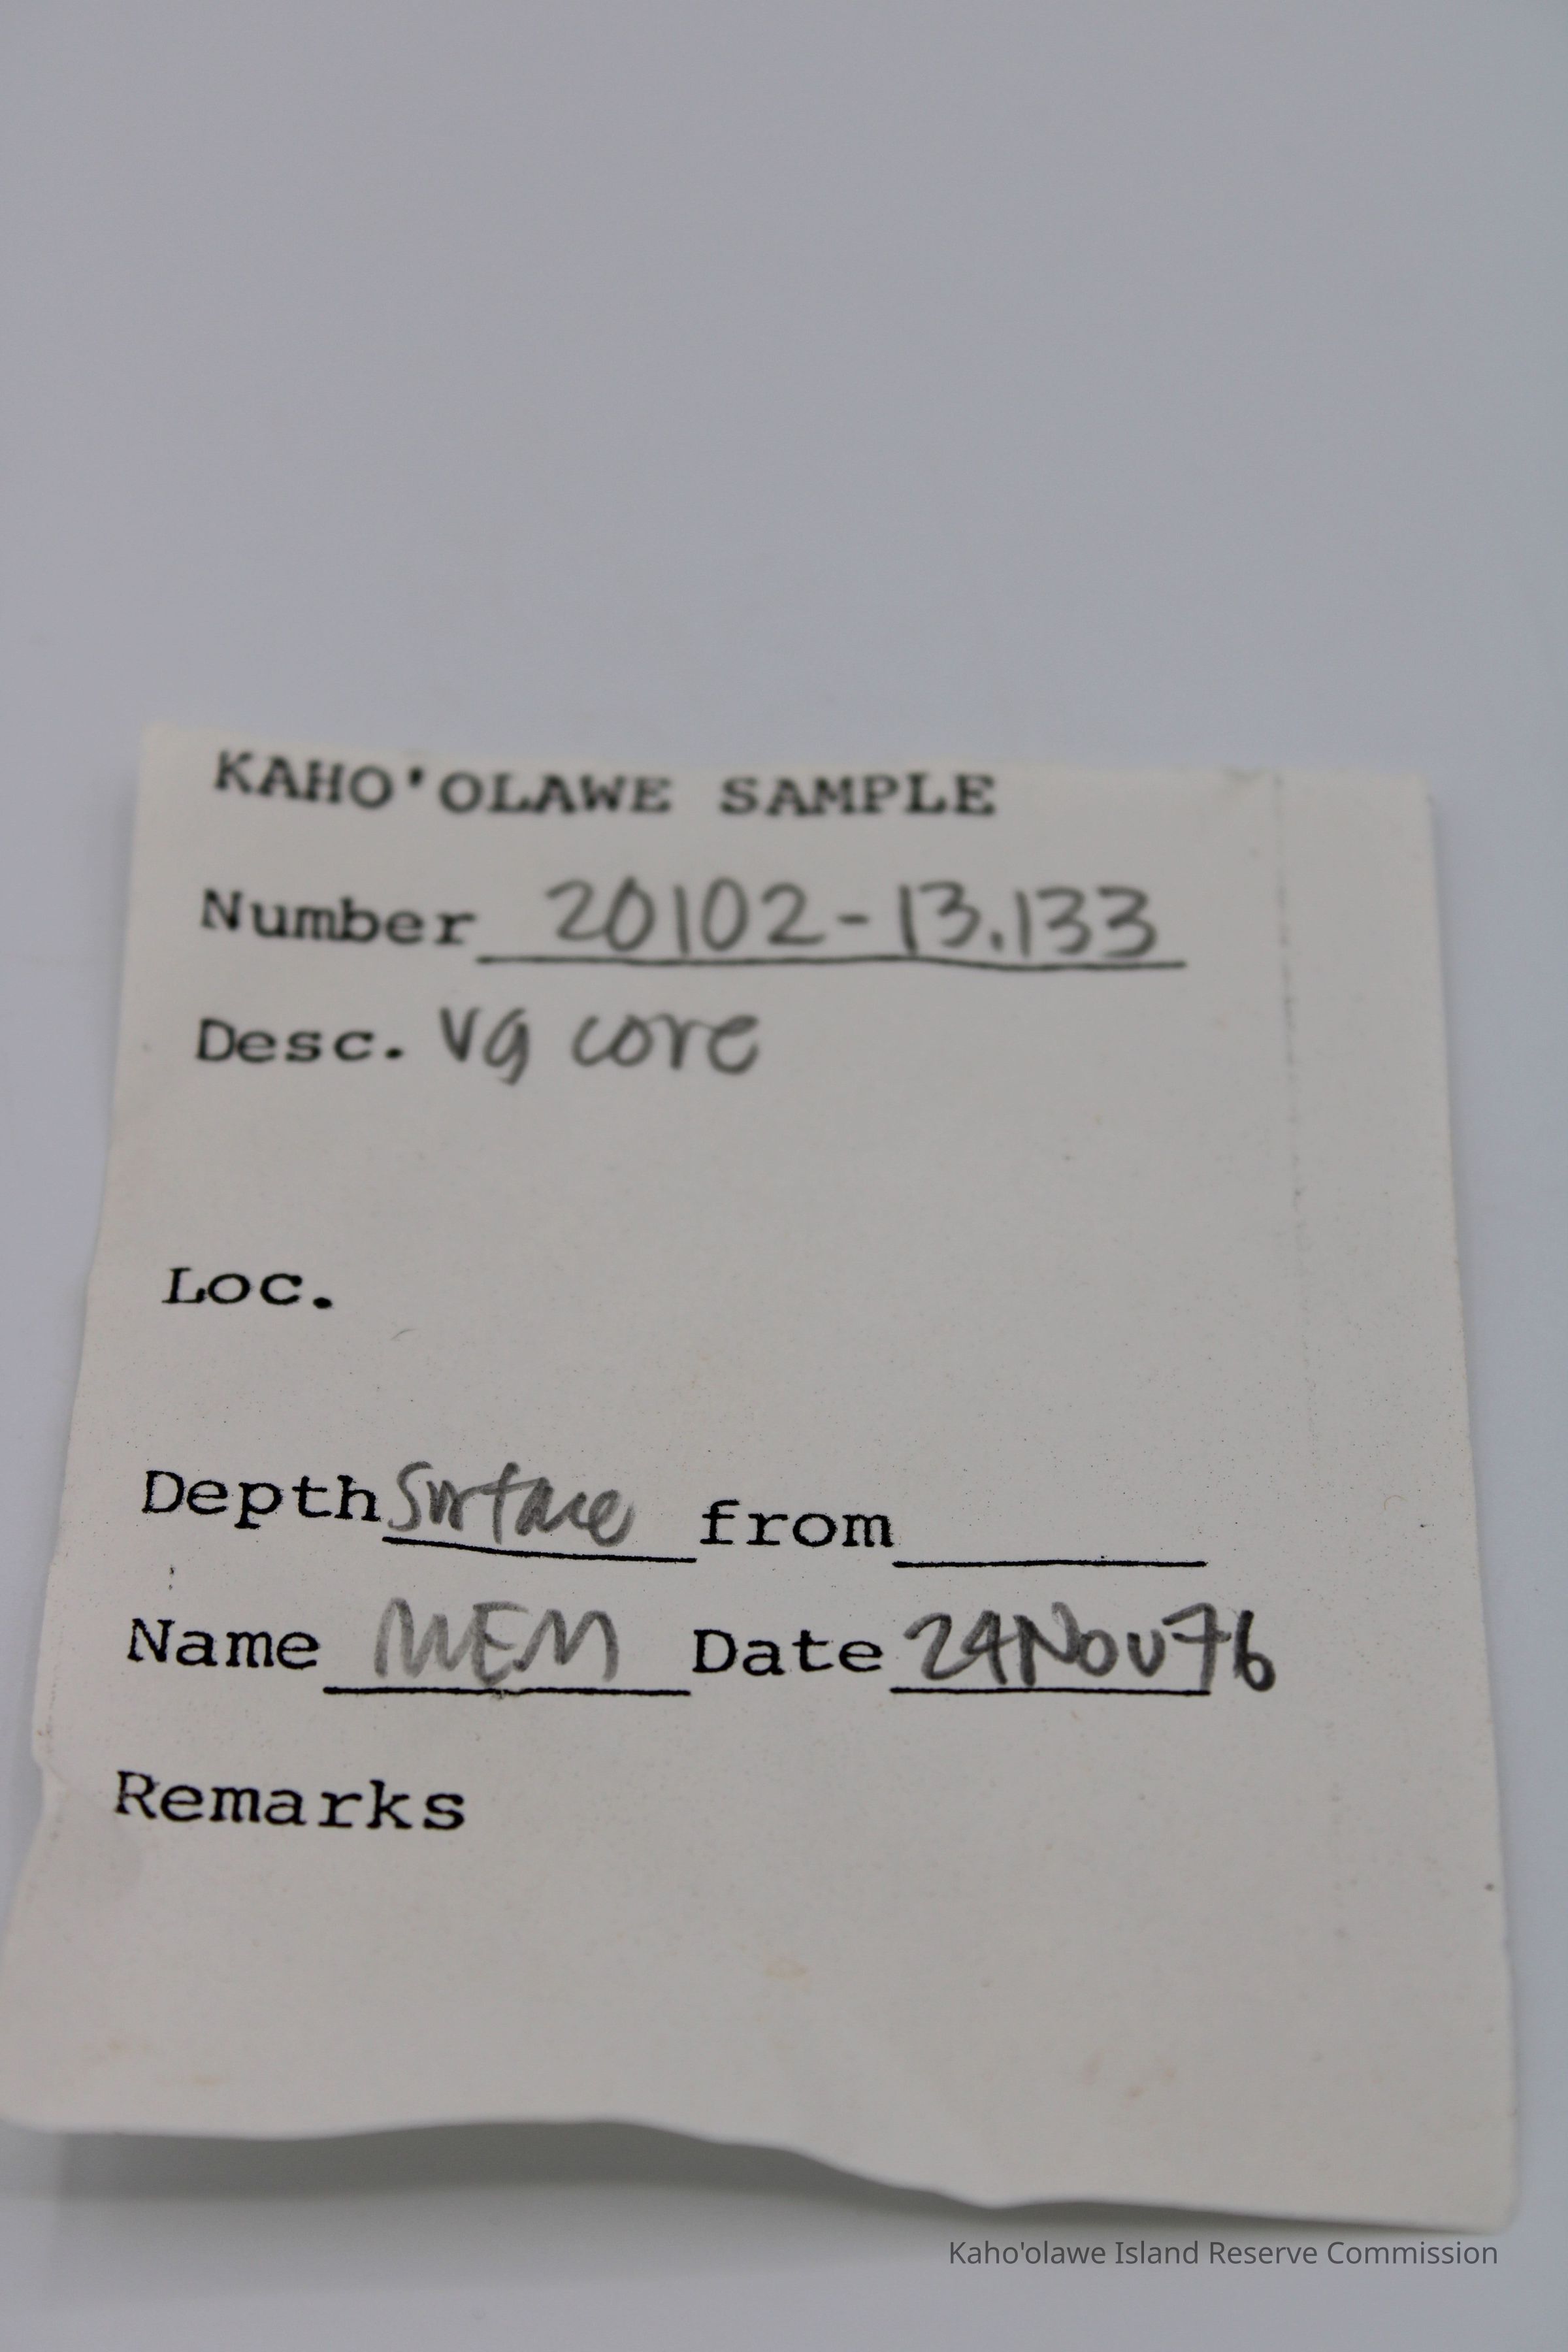 KAHO'OLAWE SAMPLE
Number 20102-13.133
Desc. Vg core
Loc.
Depth Surface from
Name MEM Date 24Nov76
Remarks
Kaho'olawe Island Reserve Commission